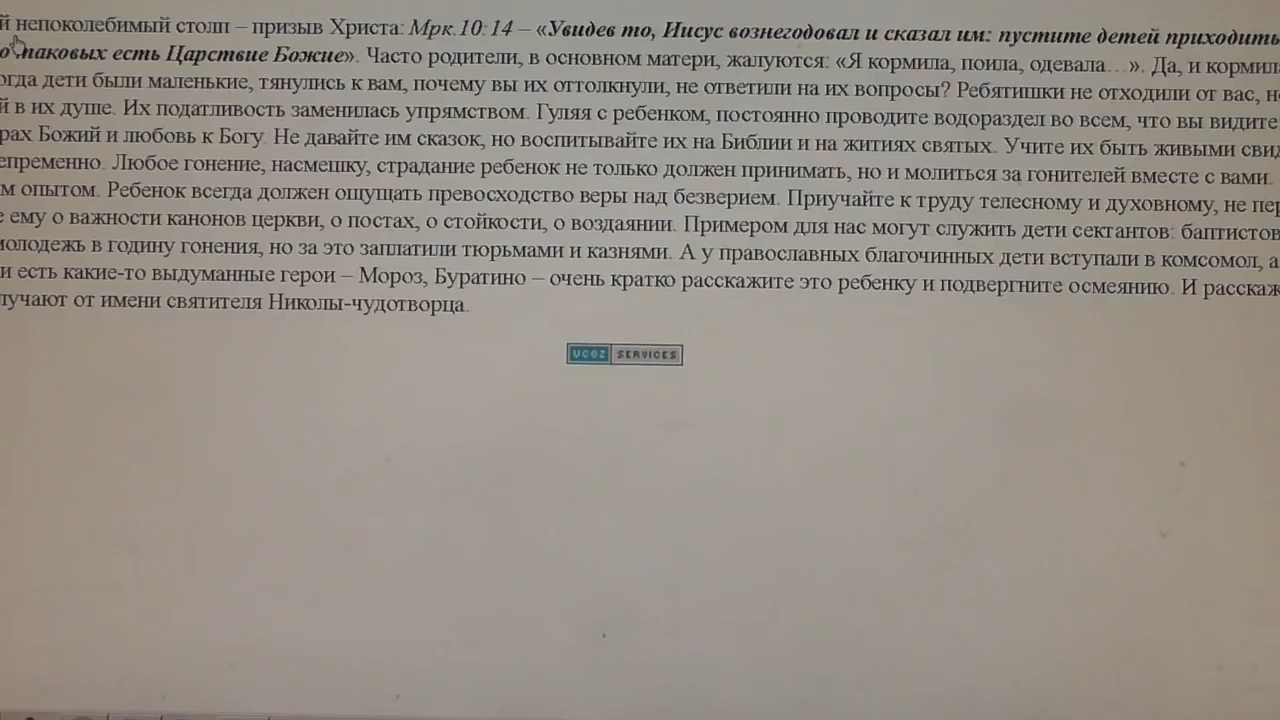 й непоколебимый столп – призыв Христа: Мрк.10:14 – «Увидев то, Иисус вознегодовал и сказал им: пустите детей приходить
таковых есть Царствие Божие». Часто родители, в основном матери, жалуются: «Я кормила, поила, одевала…». Да, и кормил
огда дети были маленькие, тянулись к вам, почему вы их оттолкнули, не ответили на их вопросы? Ребятишки не отходили от вас, н
й в их душе. Их податливость заменилась упрямством. Гуляя с ребенком, постоянно проводите водораздел во всем, что вы видите
рах Божий и любовь к Богу. Не давайте им сказок, но воспитывайте их на Библии и на житиях святых. Учите их быть живыми сви
епременно. Любое гонение, насмешку, страдание ребенок не только должен принимать, но и молиться за гонителей вместе с вами.
м опытом. Ребенок всегда должен ощущать превосходство веры над безверием. Приучайте к труду телесному и духовному, не пе
е ему о важности канонов церкви, о постах, о стойкости, о воздаянии. Примером для нас могут служить дети сектантов: баптистов
молодежь в годину гонения, но за это заплатили тюрьмами и казнями. А у православных благочинных дети вступали в комсомол, а
и есть какие-то выдуманные герои – Мороз, Буратино – очень кратко расскажите это ребенку и подвергните осмеянию. И расскаж
лучают от имени святителя Николы-чудотворца.
UCOZ SERVICES